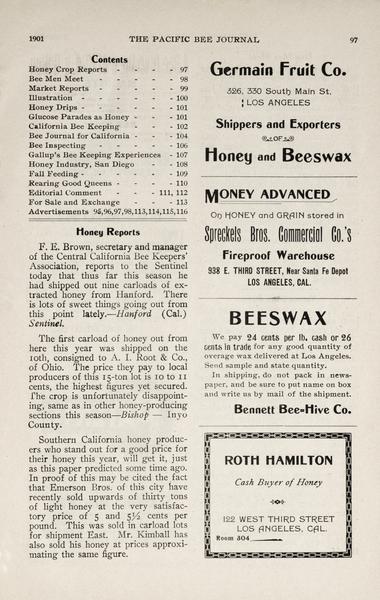 1901 THE PACIFIC BEE JOURNAL 97
Contents
Honey Crop Reports - - - - 97
Bee Men Meet - - - - - 98
Market Reports - - - - 99
Illustration - - - - - 100
Honey Drips - - - - - 101
Glucose Parades as Honey - - 101
California Bee Keeping - - 102
Bee Journal for California - - 104
Bee Inspecting - - - - 106
Gallup's Bee Keeping Experiences - 107
Honey Industry, San Diego - - 108
Fall Feeding - - - - - 109
Rearing Good Queens - - - - 110
Editorial Comment - - - 111, 112
For Sale and Exchange - - - 113
Advertisements 95,96,97,98,113,114,115,116
Honey Reports
F. E. Brown, secretary and manager
of the Central California Bee Keepers'
Association, reports to the Sentinel
today that thus far this season he
had shipped out nine carloads of ex-
tracted honey from Hanford. There
is lots of sweet things going out from
this point lately.—Hanford (Cal.)
Sentinel.
The first carload of honey out from
here this year was shipped on the
10th, consigned to A. I. Root & Co.,
of Ohio. The price they pay to local
producers of this 15-ton lot is 10 to 11
cents, the highest figures yet secured.
The crop is unfortunately disappoint-
ing, same as in other honey-producing
sections this season—Bishop — Inyo
County.
Southern California honey produc-
ers who stand out for a good price for
their honey this year, will get it, just
as this paper predicted some time ago.
In proof of this may be cited the fact
that Emerson Bros. of this city have
recently sold upwards of thirty tons
of light honey at the very satisfac-
tory price of 5 and 5½ cents per
pound. This was sold in carload lots
for shipment East. Mr. Kimball has
also sold his honey at prices approxi-
mating the same figure.
Germain Fruit Co.
326, 330 South Main St.
LOS ANGELES
Shippers and Exporters
OF
Honey and Beeswax
MONEY ADVANCED
On HONEY and GRAIN stored in
Spreckels Bros. Commercial Co.'s
Fireproof Warehouse
938 E. THIRD STREET, Near Santa Fe Depot
LOS ANGELES, CAL.
BEESWAX
We pay 24 cents per lb. cash or 26
cents in trade for any good quantity of
average wax delivered at Los Angeles.
Send sample and state quantity.
In shipping, do not pack in news-
paper, and be sure to put name on box
and write us by mail of the shipment.
Bennett Bee=Hive Co.
ROTH HAMILTON
Cash Buyer of Honey
122 WEST THIRD STREET
LOS ANGELES, CAL.
Room 304